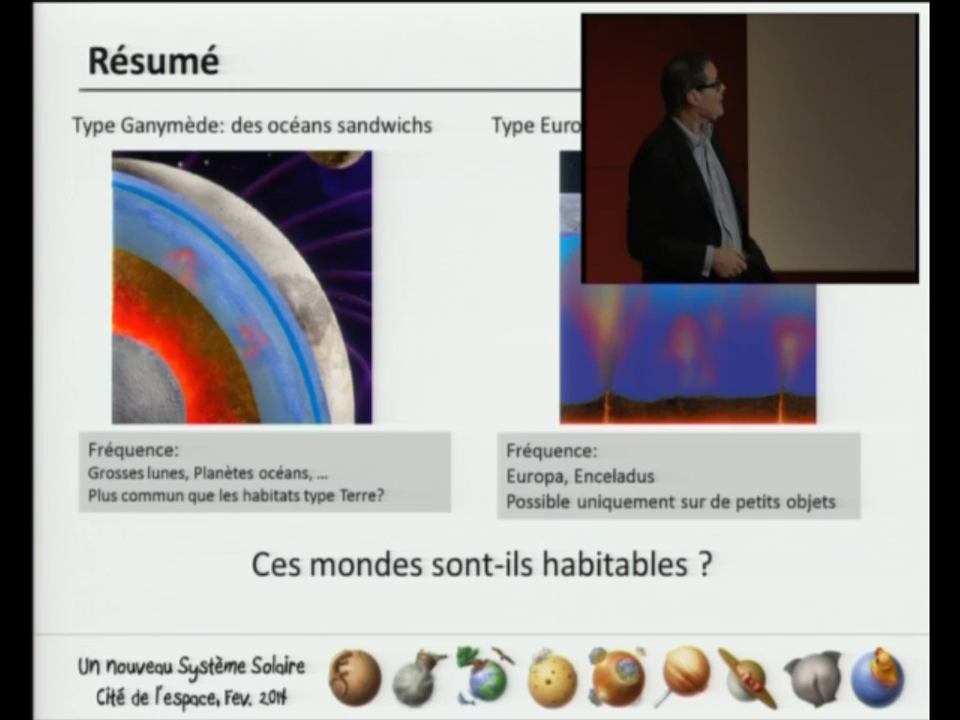 Résumé
Type Ganymède: des océans sandwichs
Type
Fréquence:
Grosses lunes, Planètes océans, ...
Plus commun que les habitats type Terre?
Fréquence:
Europa, Enceladus
Possible uniquement sur de petits objets
Ces mondes sont-ils habitables ?
Un nouveau Système Solaire
Cité de l'espace, Fev. 2014